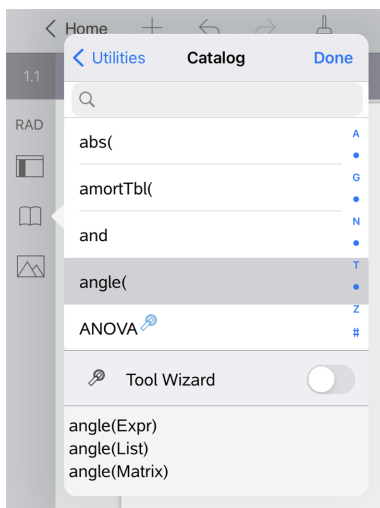 Home
Utilities Catalog Done
1.1
RAD
abs(
amortTbl(
and
angle(
ANOVA
A
G
N
T
Z
#
Tool Wizard
angle(Expr)
angle(List)
angle(Matrix)